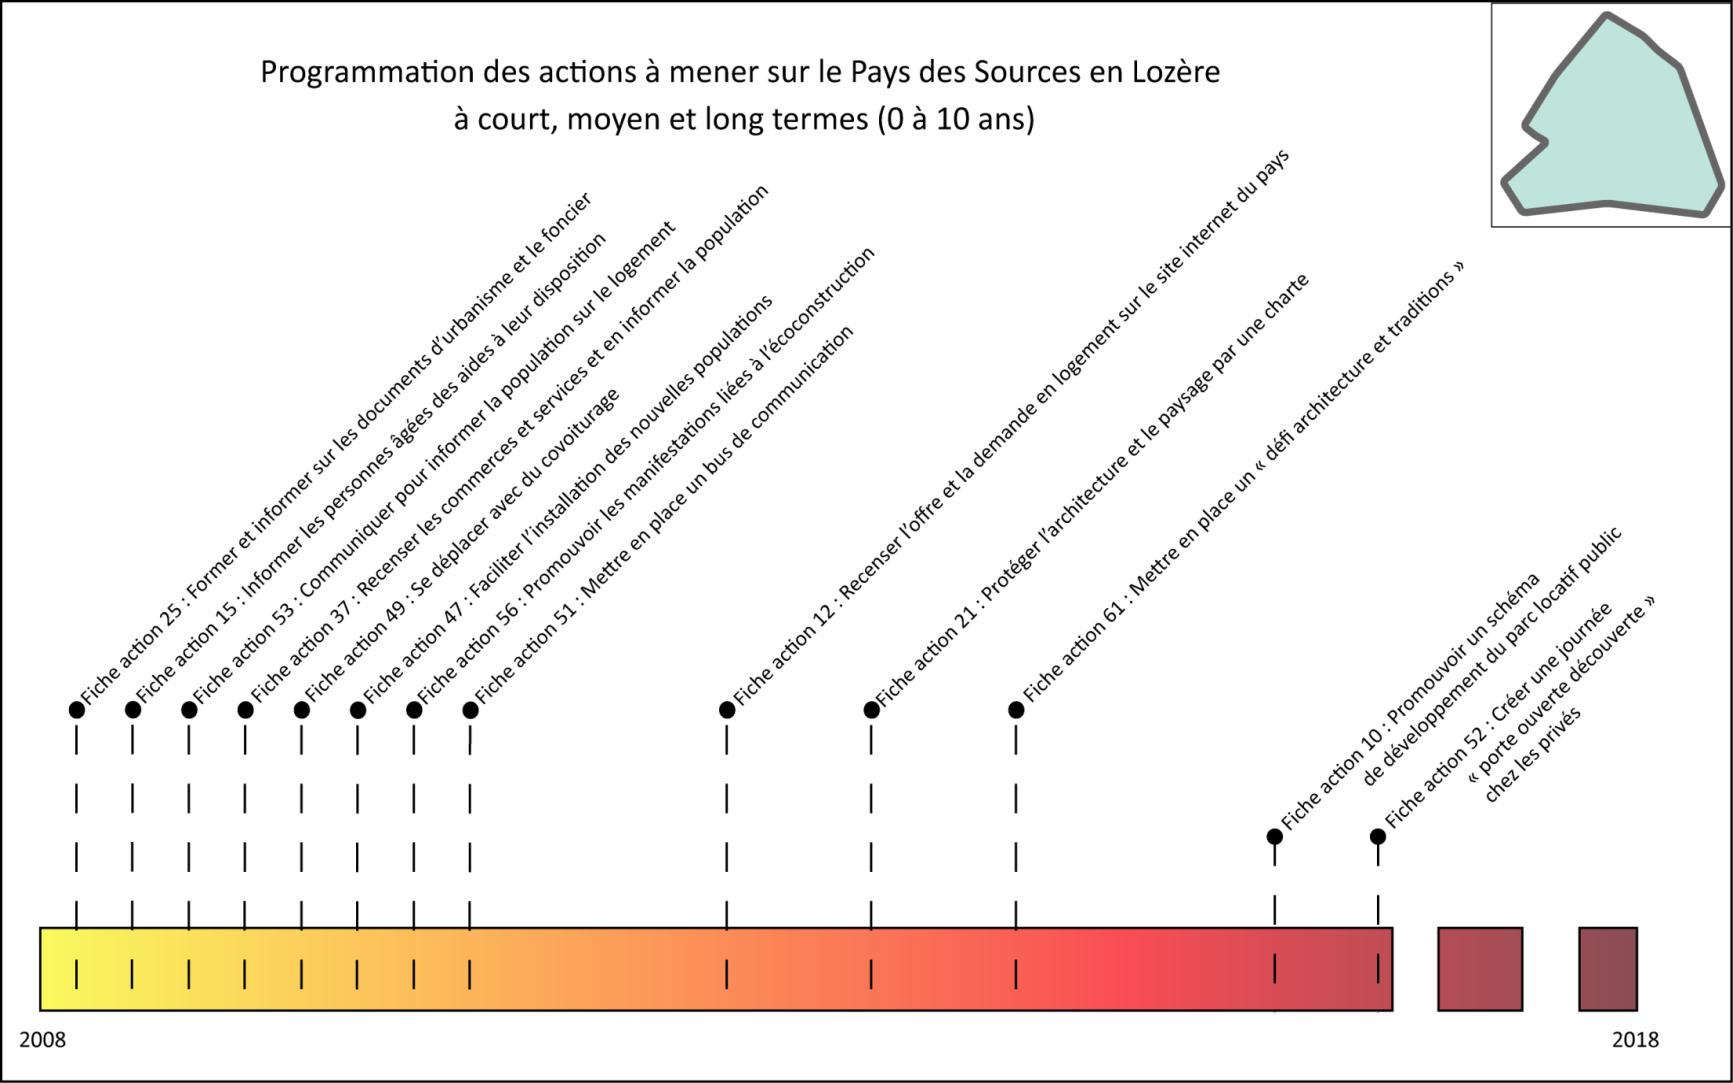 Programmation des actions à mener sur le Pays des Sources en Lozère
à court, moyen et long termes (0 à 10 ans)
Fiche action 25 : Former et informer sur les documents d'urbanisme et le foncier
Fiche action 15 : Informer les personnes âgées des aides à leur disposition
Fiche action 53 : Communiquer pour informer la population sur le logement
Fiche action 37 : Recenser les commerces et services et en informer la population
Fiche action 49 : Se déplacer avec du covoiturage
Fiche action 47 : Faciliter l'installation des nouvelles populations
Fiche action 56 : Promouvoir les manifestations liées à l'écoconstruction
Fiche action 51 : Mettre en place un bus de communication
Fiche action 12 : Recenser l'offre et la demande en logement sur le site internet du pays
Fiche action 21 : Protéger l'architecture et le paysage par une charte
Fiche action 61 : Mettre en place un « défi architecture et traditions »
Fiche action 10 : Promouvoir un schéma
de développement du parc locatif public
Fiche action 52 : Créer une journée
« porte ouverte découverte »
chez les privés
2008
2018